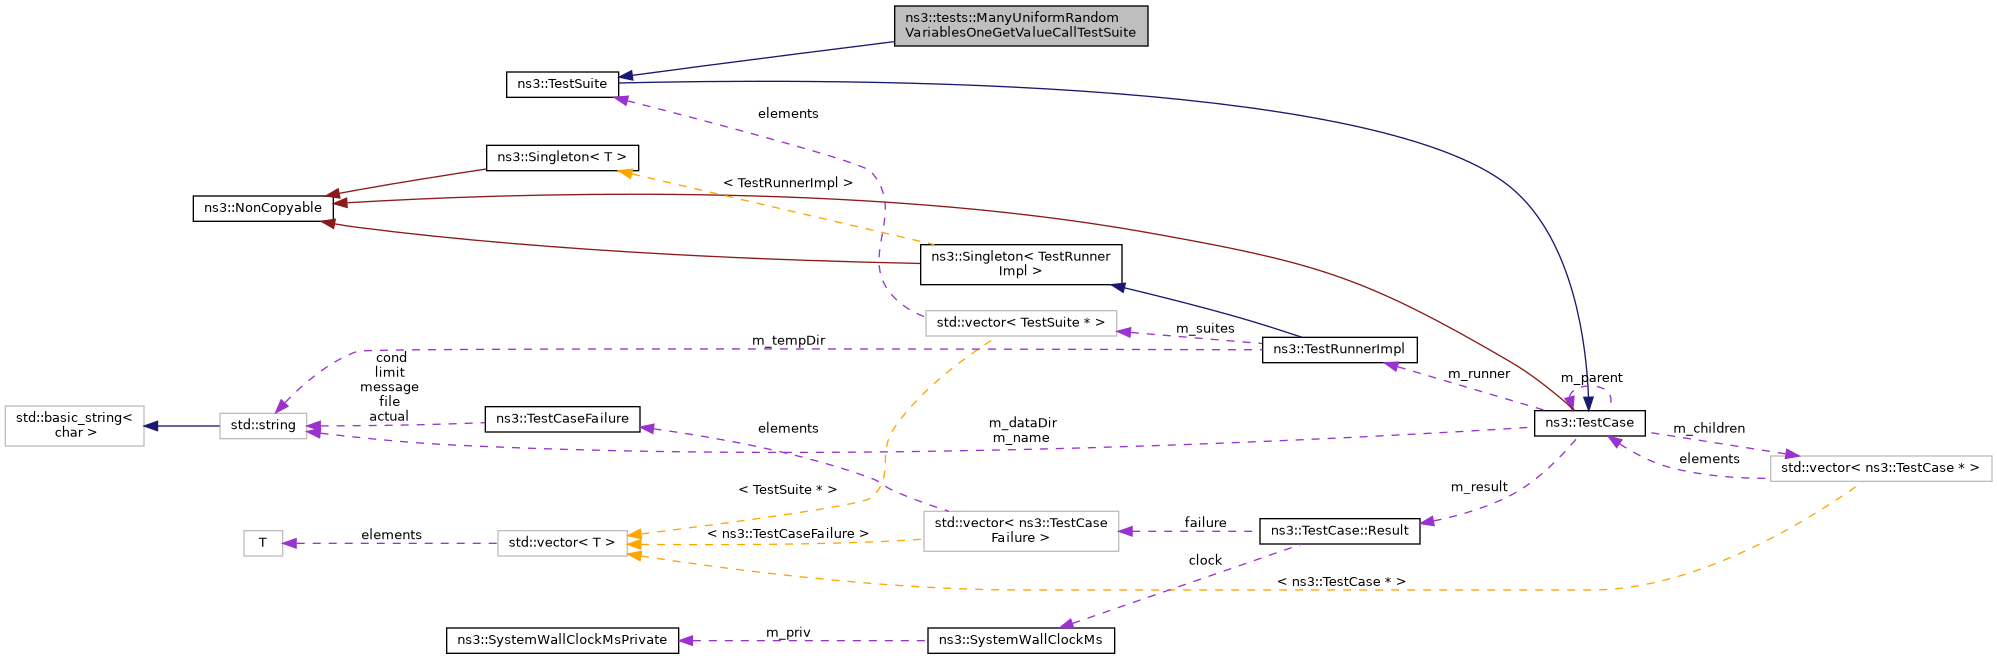 ns3::tests::ManyUniformRandom
VariablesOneGetValueCallTestSuite
ns3::TestSuite
elements
ns3::Singleton< T >
< TestRunnerImpl >
ns3::NonCopyable
ns3::Singleton< TestRunner
Impl >
std::vector< TestSuite * >
m_suites
m_tempDir
ns3::TestRunnerImpl
cond
limit
message
file
actual
m_runner
m_parent
std::basic_string<
char >
std::string
ns3::TestCaseFailure
elements
m_dataDir
m_name
ns3::TestCase
m_children
elements
std::vector< ns3::TestCase * >
< TestSuite * >
m_result
T
elements
std::vector< T >
< ns3::TestCaseFailure >
std::vector< ns3::TestCase
Failure >
failure
ns3::TestCase::Result
clock
< ns3::TestCase * >
ns3::SystemWallClockMsPrivate
m_priv
ns3::SystemWallClockMs